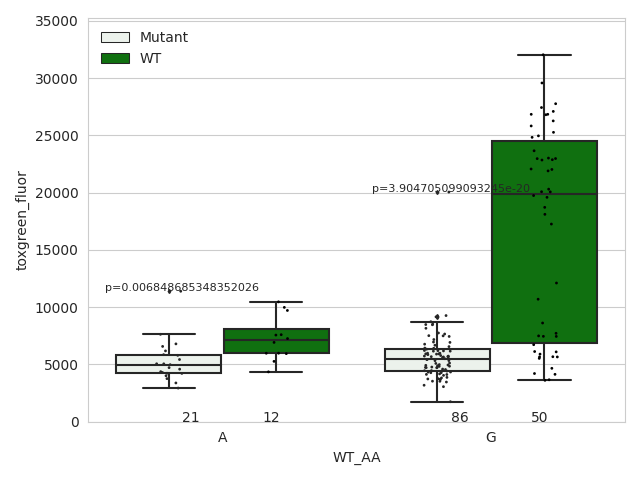 35000
30000
25000
20000
15000
10000
5000
0
toxgreen_fluor
Mutant
WT
p=0.006848685348352026
p=3.904705099093245e-20
21
12
86
50
A
G
WT_AA